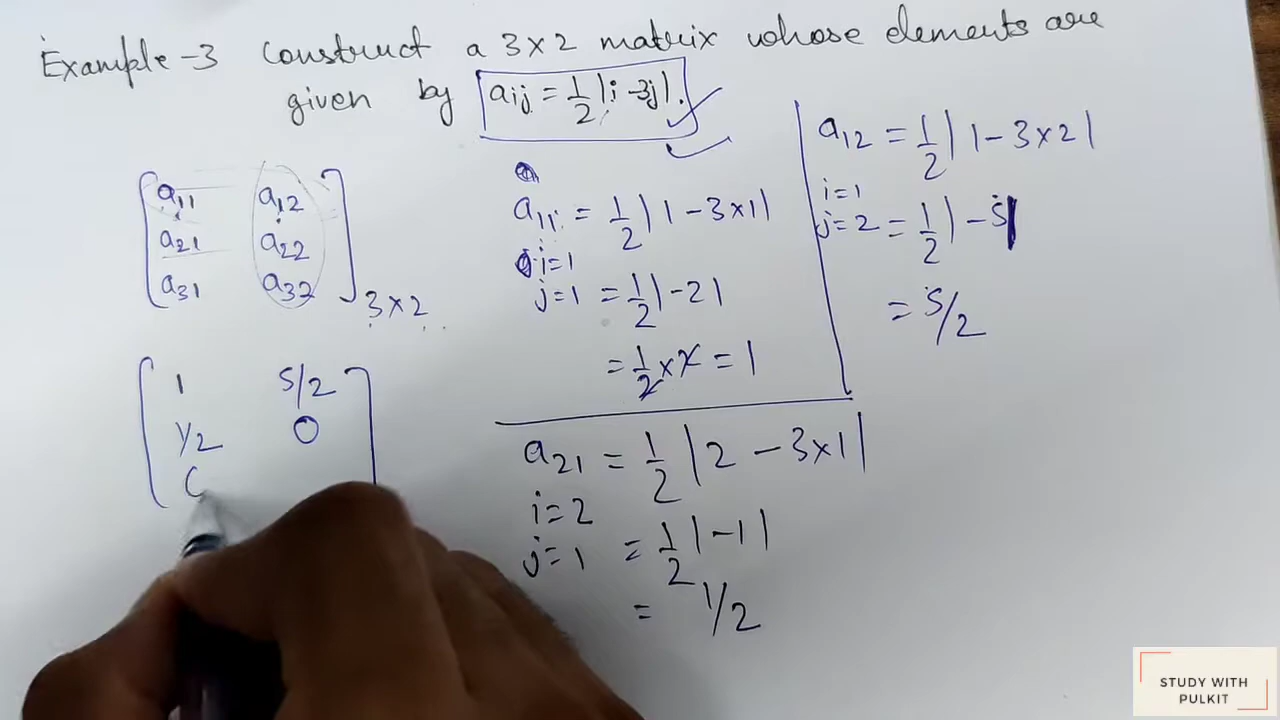 Example-3 Construct a 3×2 matrix whose elements are
given by aij = 1/2 |i - 3j|.
[a11 a12
a21 a22
a31 a32]3×2
a11 = 1/2 |1 - 3×1|
i=1
j=1 = 1/2 |-2|
= 1/2 × 2 = 1
a12 = 1/2 |1 - 3×2|
i=1
j=2 = 1/2 |-5|
= 5/2
[1 5/2
1/2 0
a21 = 1/2 |2 - 3×1|
i=2
j=1 = 1/2 |-1|
= 1/2
STUDY WITH
PULKIT